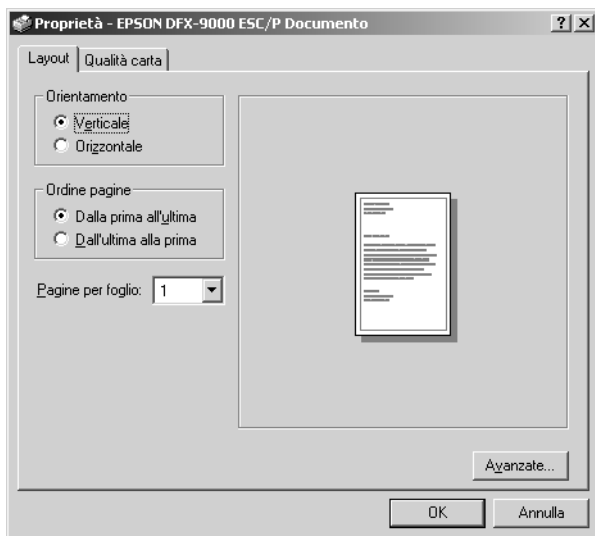 Proprietà - EPSON DFX-9000 ESC/P Documento
Layout
Qualità carta
Orientamento
Verticale
Orizzontale
Ordine pagine
Dalla prima all'ultima
Dall'ultima alla prima
Pagine per foglio: 1
Avanzate...
OK
Annulla